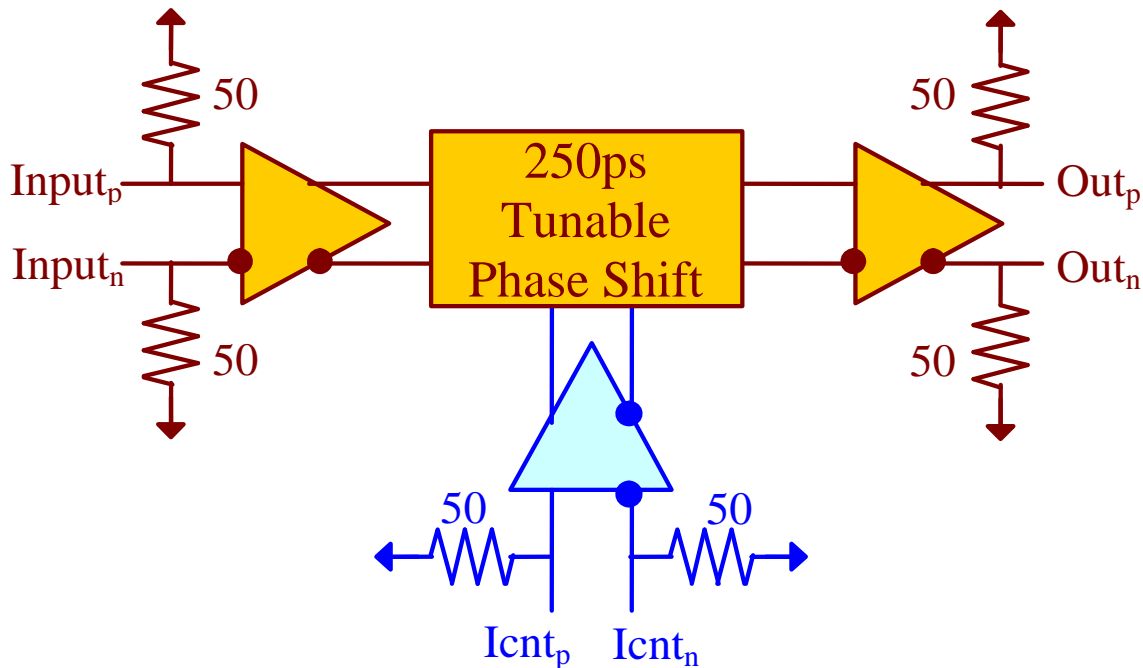 50
50
Input_p
250ps
Out_p
Tunable
Input_n
Phase Shift
Out_n
50
50
50
50
Icnt_p
Icnt_n